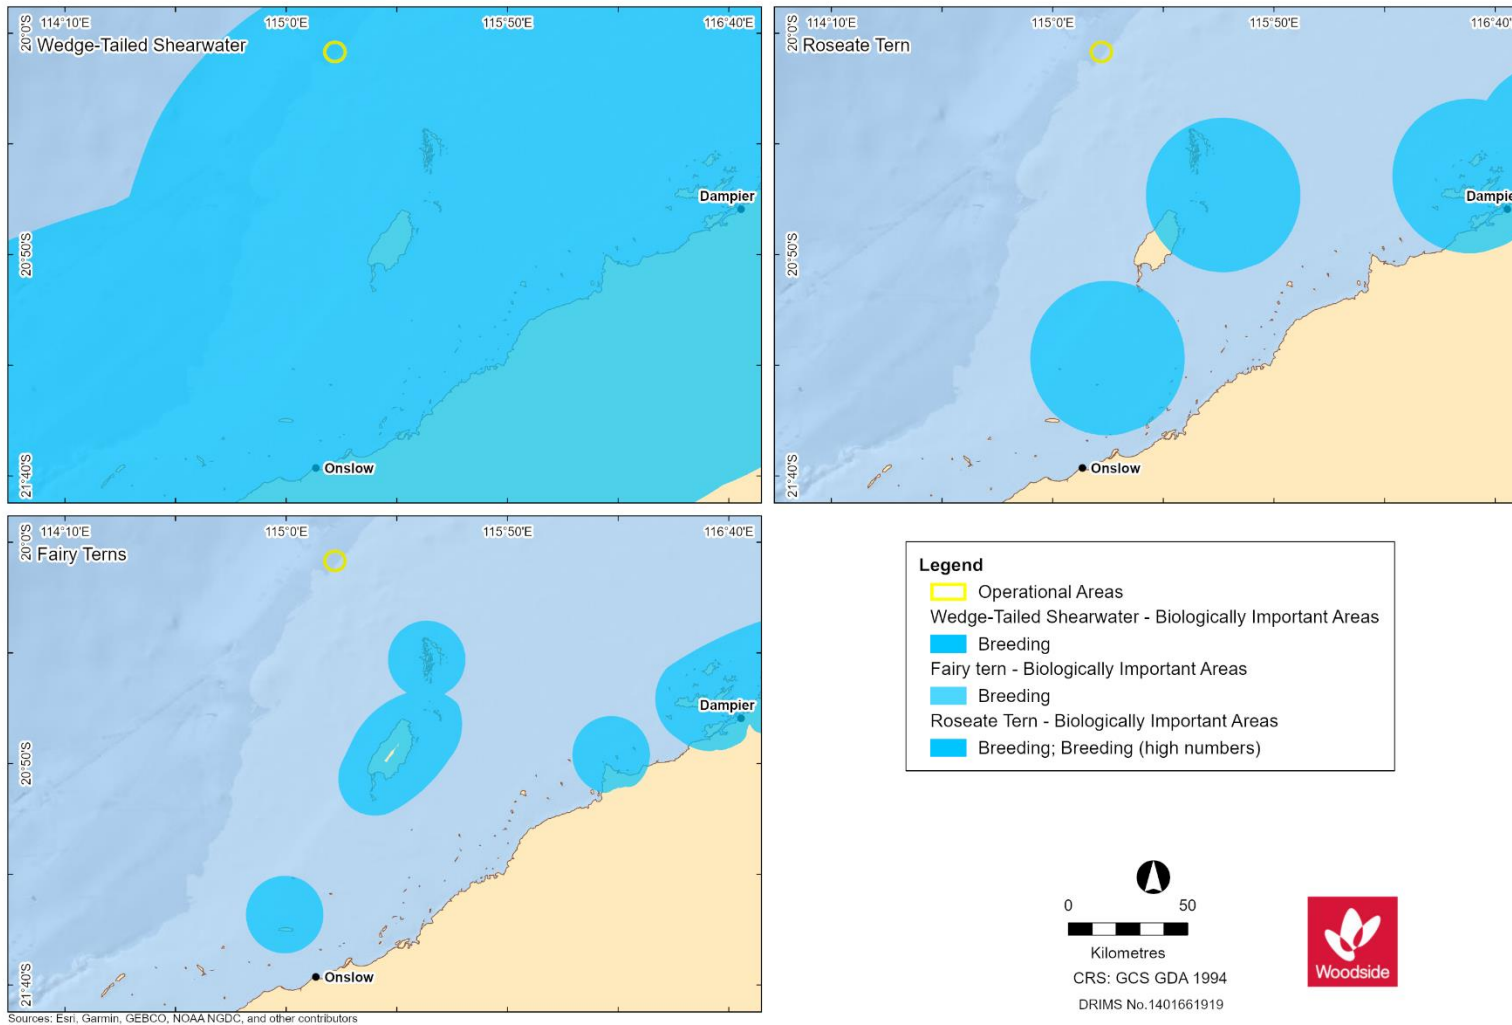 114°10'E
115°0'E
115°50'E
116°40'E
20°0'S
Wedge-Tailed Shearwater
Dampier
20°50'S
21°40'S
Onslow
114°10'E
115°0'E
115°50'E
116°40'E
20°0'S
Roseate Tern
Dampie
20°50'S
21°40'S
Onslow
114°10'E
115°0'E
115°50'E
116°40'E
20°0'S
Fairy Terns
Dampier
20°50'S
21°40'S
Onslow
Sources: Esri, Garmin, GEBCO, NOAA NGDC, and other contributors
Legend
Operational Areas
Wedge-Tailed Shearwater - Biologically Important Areas
Breeding
Fairy tern - Biologically Important Areas
Breeding
Roseate Tern - Biologically Important Areas
Breeding; Breeding (high numbers)
0 50
Kilometres
CRS: GCS GDA 1994
DRIMS No.1401661919
Woodside